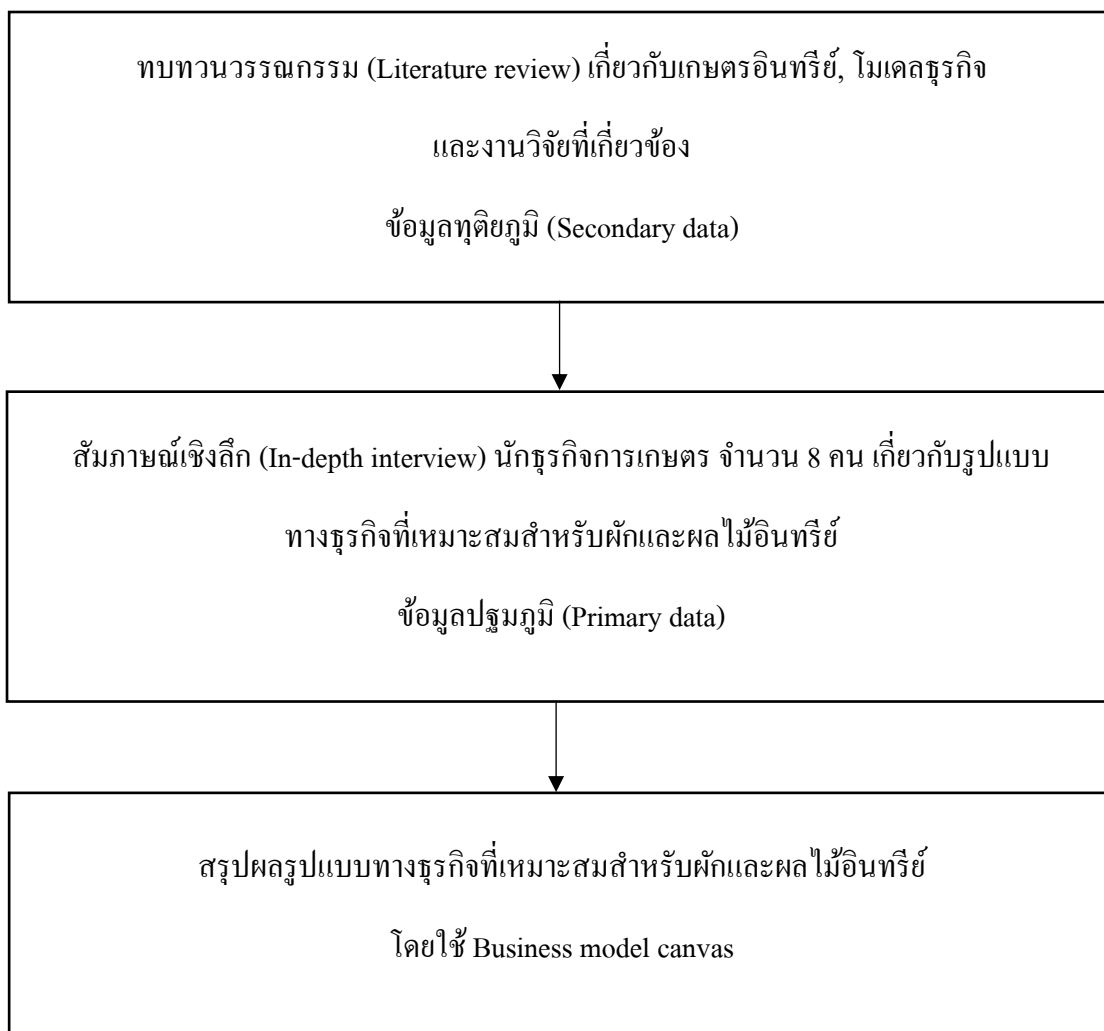 ทบทวนวรรณกรรม (Literature review) เกี่ยวกับเกษตรอินทรีย์, โมเดลธุรกิจ
และงานวิจัยที่เกี่ยวข้อง
ข้อมูลทุติยภูมิ (Secondary data)
สัมภาษณ์เชิงลึก (In-depth interview) นักธุรกิจการเกษตร จำนวน 8 คน เกี่ยวกับรูปแบบ
ทางธุรกิจที่เหมาะสมสำหรับผักและผลไม้อินทรีย์
ข้อมูลปฐมภูมิ (Primary data)
สรุปผลรูปแบบทางธุรกิจที่เหมาะสมสำหรับผักและผลไม้อินทรีย์
โดยใช้ Business model canvas